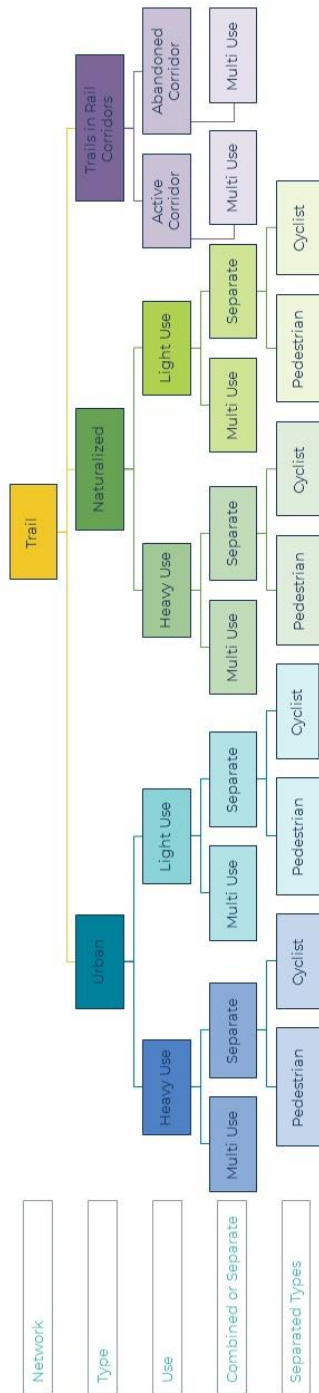 Network
Trail
Type
Urban
Naturalized
Trails in Rail
Corridors
Use
Heavy Use
Light Use
Heavy Use
Light Use
Active
Corridor
Abandoned
Corridor
Combined or Separate
Multi Use
Separate
Multi Use
Separate
Multi Use
Separate
Multi Use
Separate
Multi Use
Multi Use
Separated Types
Pedestrian
Cyclist
Pedestrian
Cyclist
Pedestrian
Cyclist
Pedestrian
Cyclist